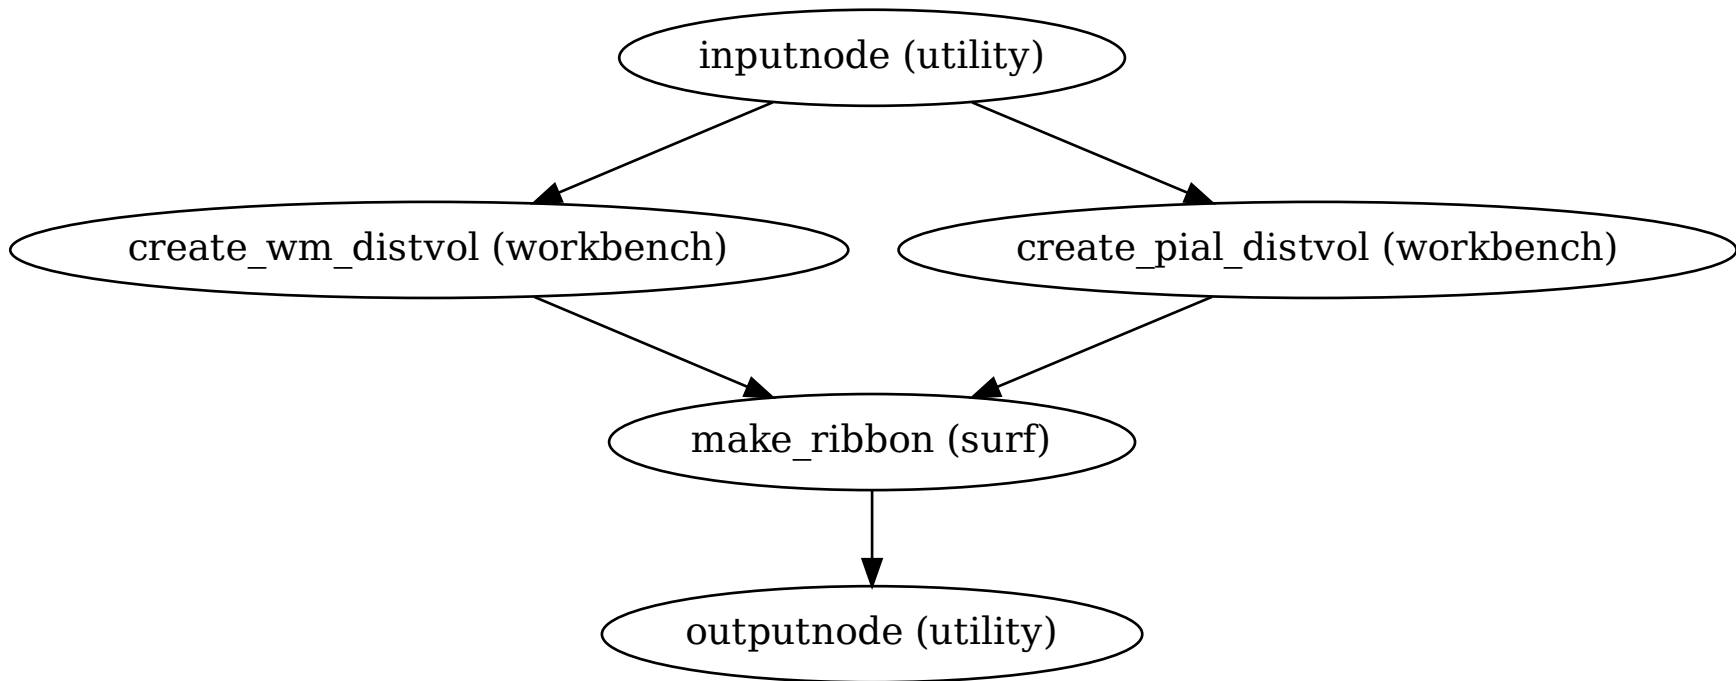 inputnode (utility)
create_wm_distvol (workbench)
create_pial_distvol (workbench)
make_ribbon (surf)
outputnode (utility)